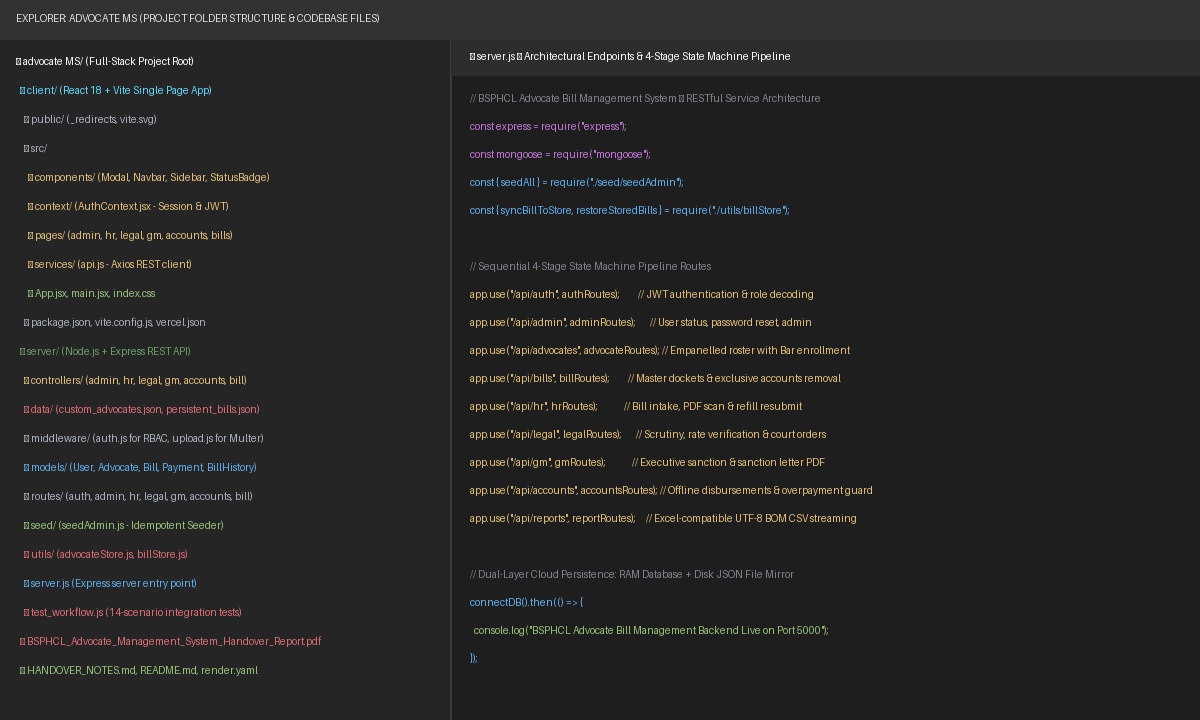 EXPLORER: ADVOCATE MS (PROJECT FOLDER STRUCTURE & CODEBASE FILES)
advocate MS/ (Full-Stack Project Root)
client/ (React 18 + Vite Single Page App)
public/ (_redirects, vite.svg)
src/
components/ (Modal, Navbar, Sidebar, StatusBadge)
context/ (AuthContext.jsx - Session & JWT)
pages/ (admin, hr, legal, gm, accounts, bills)
services/ (api.js - Axios REST client)
App.jsx, main.jsx, index.css
package.json, vite.config.js, vercel.json
server/ (Node.js + Express REST API)
controllers/ (admin, hr, legal, gm, accounts, bill)
data/ (custom_advocates.json, persistent_bills.json)
middleware/ (auth.js for RBAC, upload.js for Multer)
models/ (User, Advocate, Bill, Payment, BillHistory)
routes/ (auth, admin, hr, legal, gm, accounts, bill)
seed/ (seedAdmin.js - Idempotent Seeder)
utils/ (advocateStore.js, billStore.js)
server.js (Express server entry point)
test_workflow.js (14-scenario integration tests)
BSPHCL_Advocate_Management_System_Handover_Report.pdf
HANDOVER_NOTES.md, README.md, render.yaml
server.js Architectural Endpoints & 4-Stage State Machine Pipeline
// BSPHCL Advocate Bill Management System RESTful Service Architecture
const express = require("express");
const mongoose = require("mongoose");
const { seedAll } = require("./seed/seedAdmin");
const { syncBillToStore, restoreStoredBills } = require("./utils/billStore");
// Sequential 4-Stage State Machine Pipeline Routes
app.use("/api/auth", authRoutes); // JWT authentication & role decoding
app.use("/api/admin", adminRoutes); // User status, password reset, admin
app.use("/api/advocates", advocateRoutes); // Empanelled roster with Bar enrollment
app.use("/api/bills", billRoutes); // Master dockets & exclusive accounts removal
app.use("/api/hr", hrRoutes); // Bill intake, PDF scan & refill resubmit
app.use("/api/legal", legalRoutes); // Scrutiny, rate verification & court orders
app.use("/api/gm", gmRoutes); // Executive sanction & sanction letter PDF
app.use("/api/accounts", accountsRoutes); // Offline disbursements & overpayment guard
app.use("/api/reports", reportRoutes); // Excel-compatible UTF-8 BOM CSV streaming
// Dual-Layer Cloud Persistence: RAM Database + Disk JSON File Mirror
connectDB().then(() => {
console.log("BSPHCL Advocate Bill Management Backend Live on Port 5000");
});